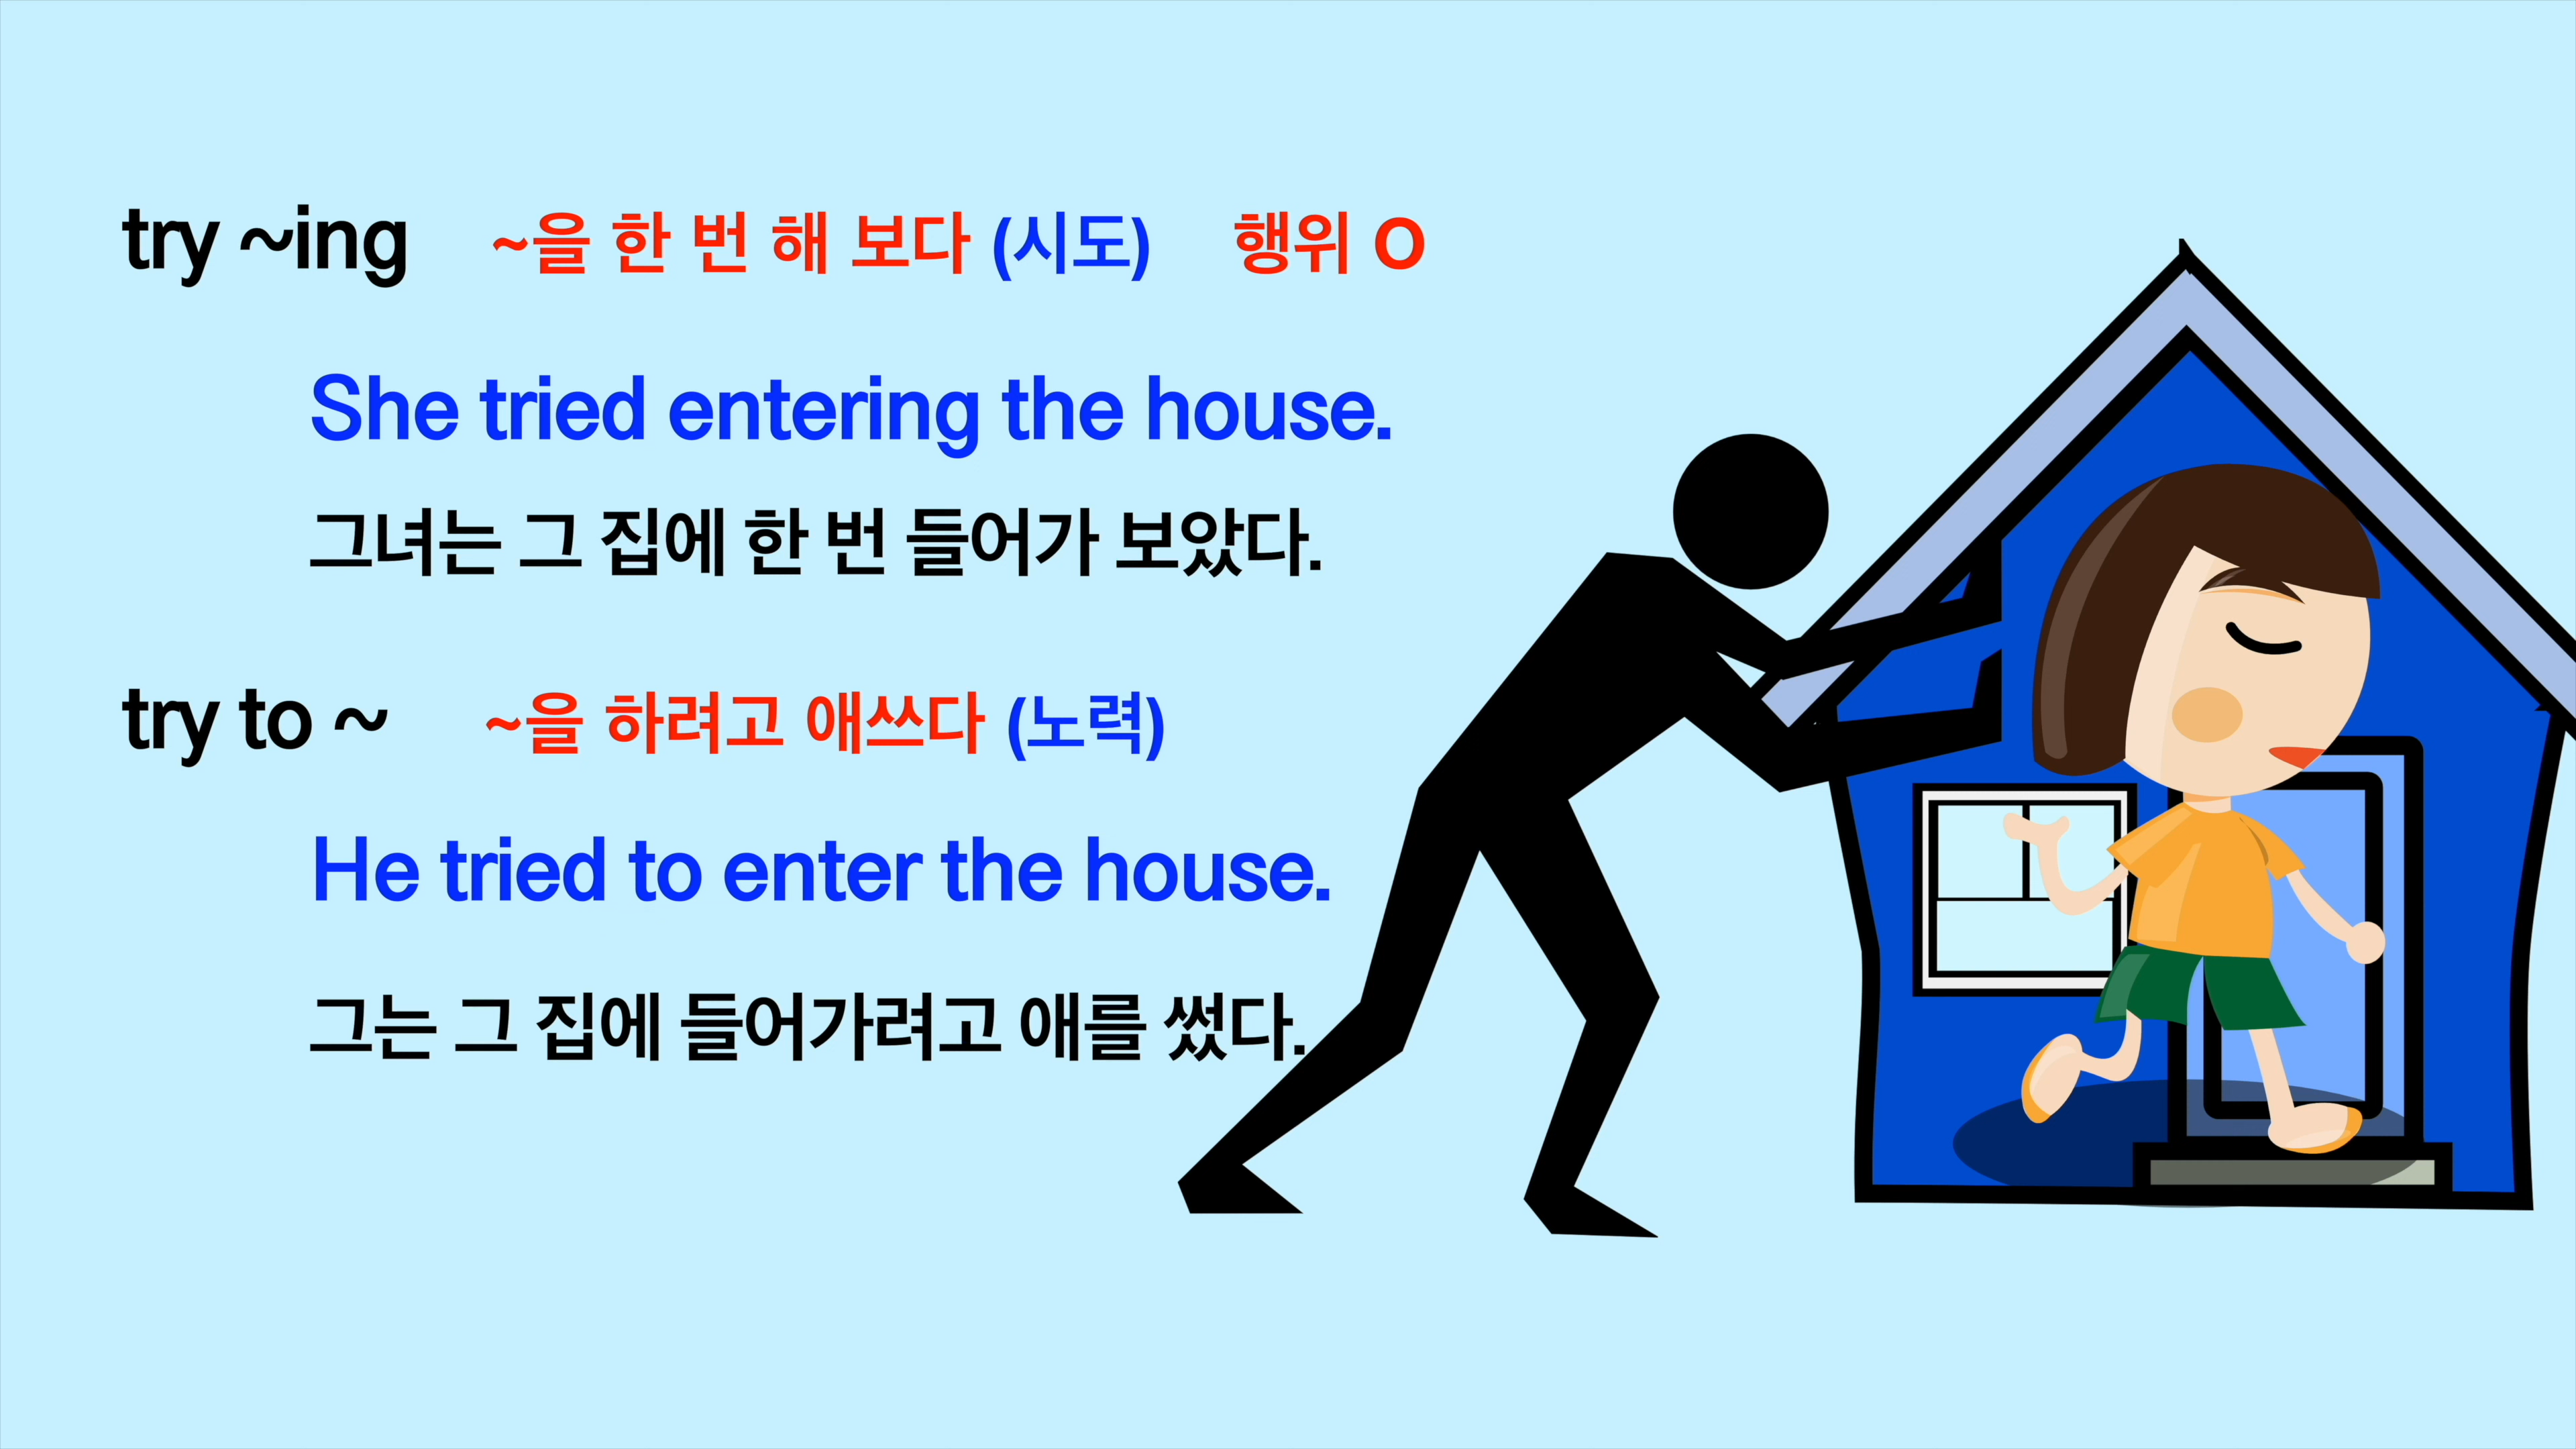 try ~ing ~을 한 번 해 보다 (시도) 행위 O
She tried entering the house.
그녀는 그 집에 한 번 들어가 보았다.
try to ~ ~을 하려고 애쓰다 (노력)
He tried to enter the house.
그는 그 집에 들어가려고 애를 썼다.